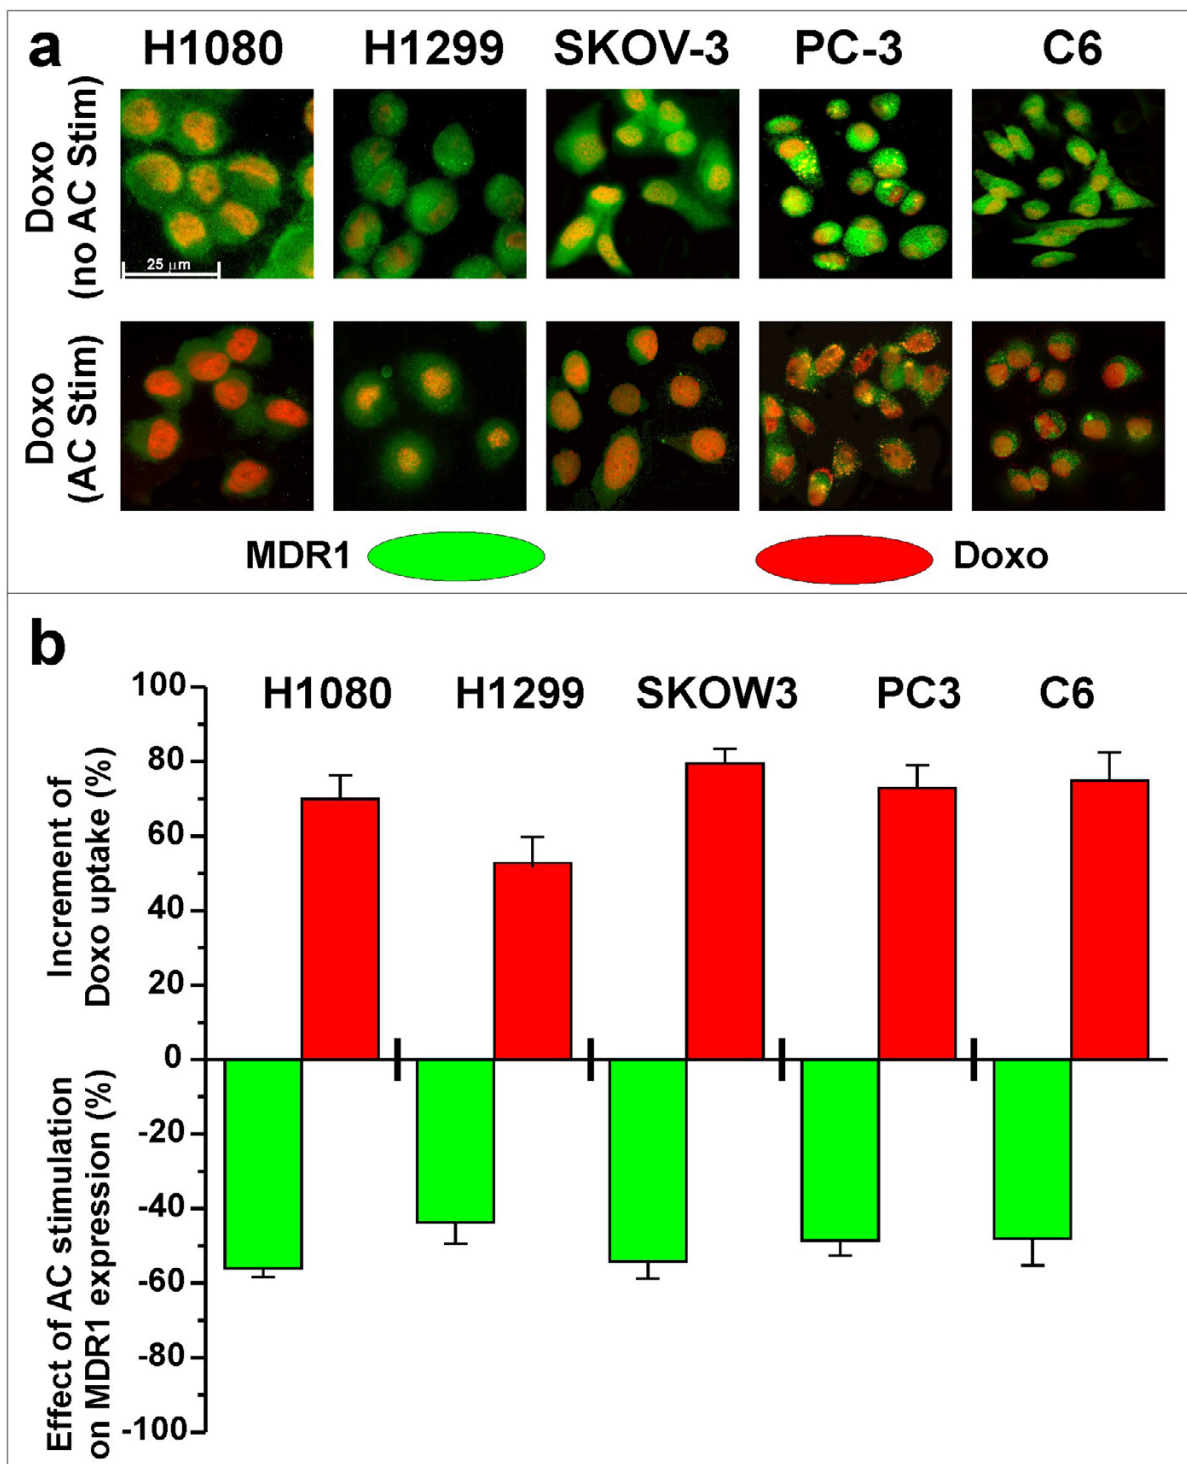 a
H1080 H1299 SKOV-3 PC-3 C6
Doxo
(no AC Stim)
25 μm
Doxo
(AC Stim)
MDR1 Doxo
b
H1080 H1299 SKOW3 PC3 C6
Increment of
Doxo uptake (%)
Effect of AC stimulation
on MDR1 expression (%)
100
80
60
40
20
0
-20
-40
-60
-80
-100